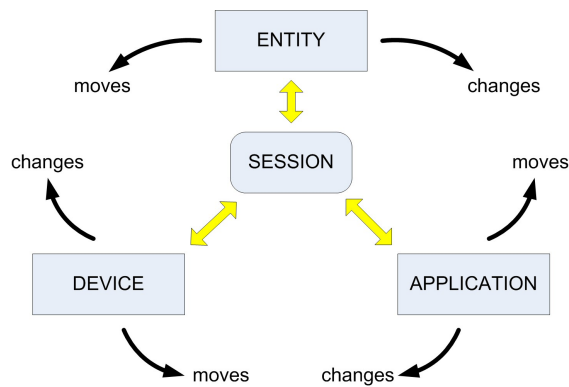 ENTITY
moves
changes
SESSION
changes
moves
DEVICE
APPLICATION
moves
changes